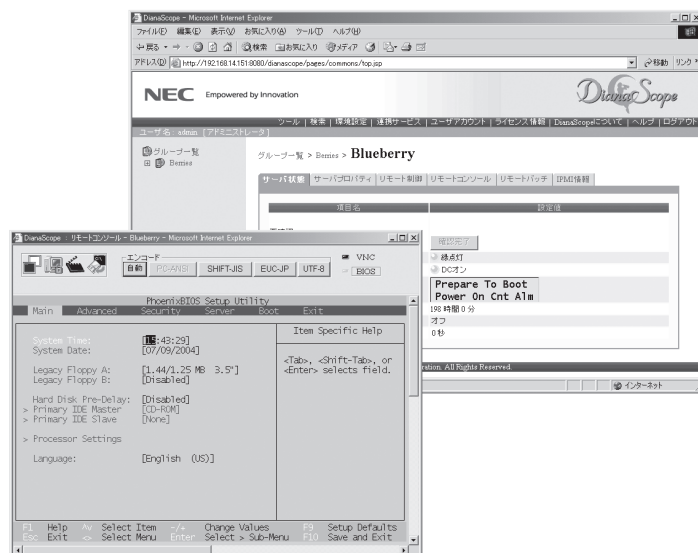 DianaScope - Microsoft Internet Explorer
ファイル(F) 編集(E) 表示(V) お気に入り(A) ツール(T) ヘルプ(H)
戻る 検索 お気に入り メディア
アドレス(D) http://192.168.14.151:8080/dianascope/pages/commons/top.jsp 移動 リンク
NEC Empowered by Innovation DianaScope
ツール | 検索 | 環境設定 | 連携サービス | ユーザアカウント | ライセンス情報 | DianaScopeについて | ヘルプ | ログアウト
ユーザ名: admin [アドミニストレータ]
グループ一覧
Berries
グループ一覧 > Berries > Blueberry
サーバ状態 サーバプロパティ リモート制御 リモートコンソール リモートバッチ IPMI情報
項目名 設定値
確認完了
緑点灯
DCオン
Prepare To Boot
Power On Cnt Alm
198 時間 0 分
オフ
0 秒
ration. All Rights Reserved.
インターネット
DianaScope : リモートコンソール - Blueberry - Microsoft Internet Explorer
エンコード
自動 PC-ANSI SHIFT-JIS EUC-JP UTF-8
VNC
BIOS
PhoenixBIOS Setup Utility
Main Advanced Security Server Boot Exit
Item Specific Help
System Time: [15:43:29]
System Date: [07/09/2004]
<Tab>, <Shift-Tab>, or
<Enter> selects field.
Legacy Floppy A: [1.44/1.25 MB 3.5"]
Legacy Floppy B: [Disabled]
Hard Disk Pre-Delay: [Disabled]
> Primary IDE Master [CD-ROM]
> Primary IDE Slave [None]
> Processor Settings
Language: [English (US)]
F1 Help ^v Select Item -/+ Change Values F9 Setup Defaults
Esc Exit <> Select Menu Enter Select > Sub-Menu F10 Save and Exit